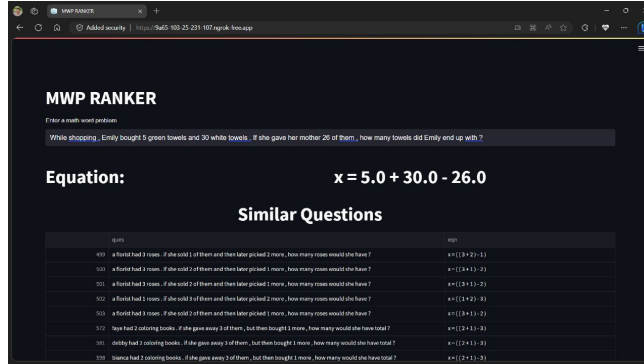 MWP RANKER
Added security | https://9a65-103-25-231-107.ngrok-free.app
MWP RANKER
Enter a math word problem
While shopping , Emily bought 5 green towels and 30 white towels . If she gave her mother 26 of them , how many towels did Emily end up with ?
Equation: x = 5.0 + 30.0 - 26.0
Similar Questions
ques eqn
499 a florist had 3 roses . if she sold 1 of them and then later picked 2 more , how many roses would she have ? x = ( ( 3 + 2 ) - 1 )
500 a florist had 3 roses . if she sold 2 of them and then later picked 1 more , how many roses would she have ? x = ( ( 3 + 1 ) - 2 )
501 a florist had 3 roses . if she sold 2 of them and then later picked 1 more , how many roses would she have ? x = ( ( 3 + 1 ) - 2 )
502 a florist had 1 roses . if she sold 3 of them and then later picked 2 more , how many roses would she have ? x = ( ( 1 + 2 ) - 3 )
503 a florist had 3 roses . if she sold 2 of them and then later picked 1 more , how many roses would she have ? x = ( ( 3 + 1 ) - 2 )
572 faye had 2 coloring books . if she gave away 3 of them , but then bought 1 more , how many would she have total ? x = ( ( 2 + 1 ) - 3 )
581 debby had 2 coloring books . if she gave away 3 of them , but then bought 1 more , how many would she have total ? x = ( ( 2 + 1 ) - 3 )
596 bianca had 2 coloring books . if she gave away 3 of them , but then bought 1 more , how many would she have total ? x = ( ( 2 + 1 ) - 3 )